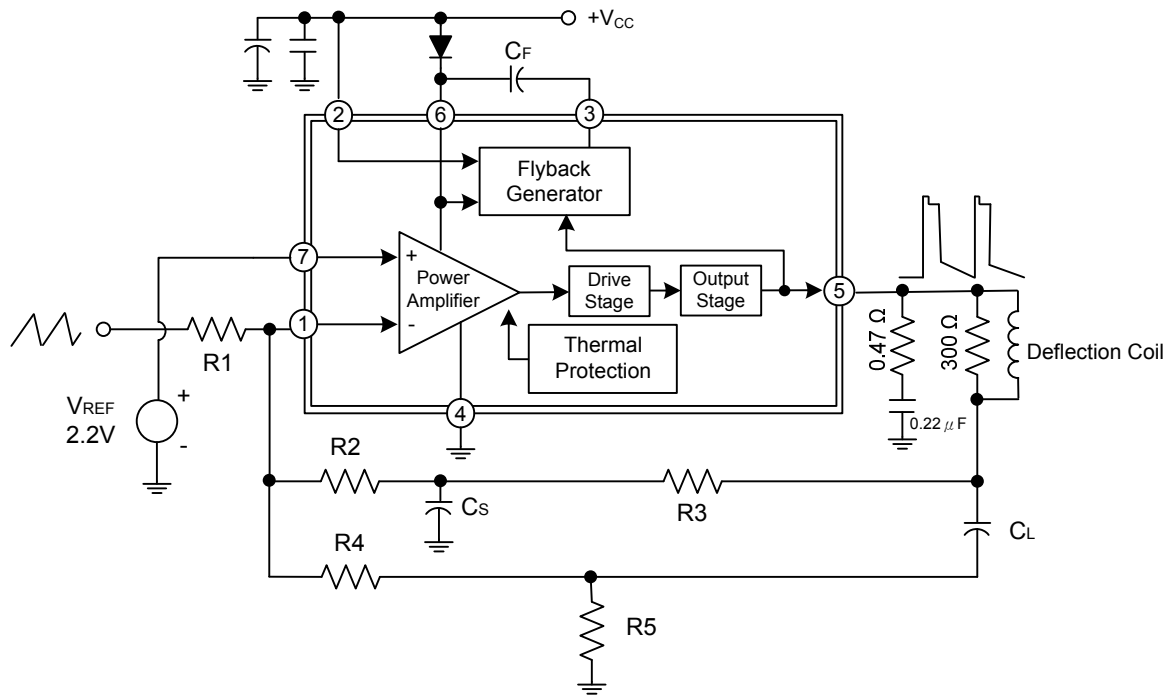 +VCC
CF
2
6
3
Flyback
Generator
7
+
Power
Amplifier
-
1
Drive
Stage
Output
Stage
5
Thermal
Protection
4
R1
VREF
2.2V
+
-
0.47 Ω
300 Ω
Deflection Coil
0.22 μF
R2
CS
R3
CL
R4
R5